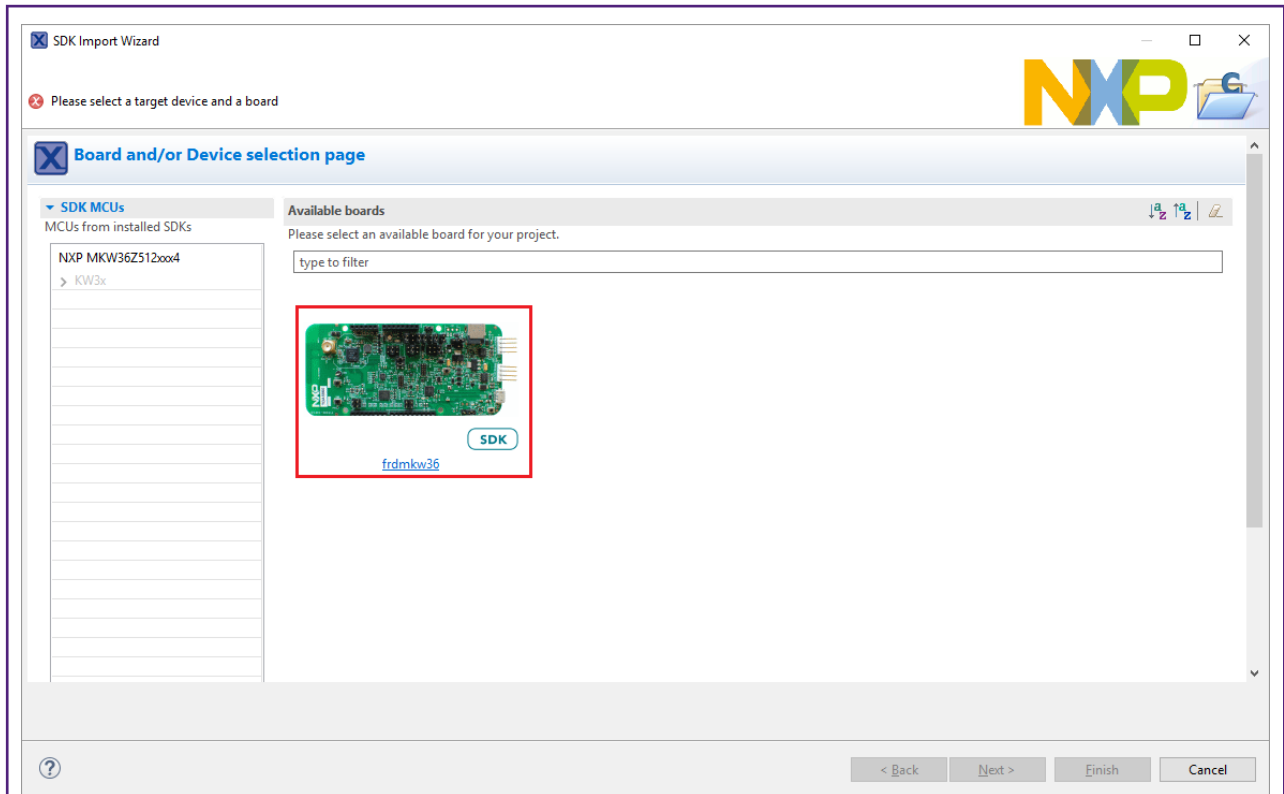 SDK Import Wizard
Please select a target device and a board
NXP
C
Board and/or Device selection page
SDK MCUs
MCUs from installed SDKs
NXP MKW36Z512xxx4
KW3x
Available boards
Please select an available board for your project.
type to filter
NXP
SDK
frdmkw36
< Back
Next >
Finish
Cancel